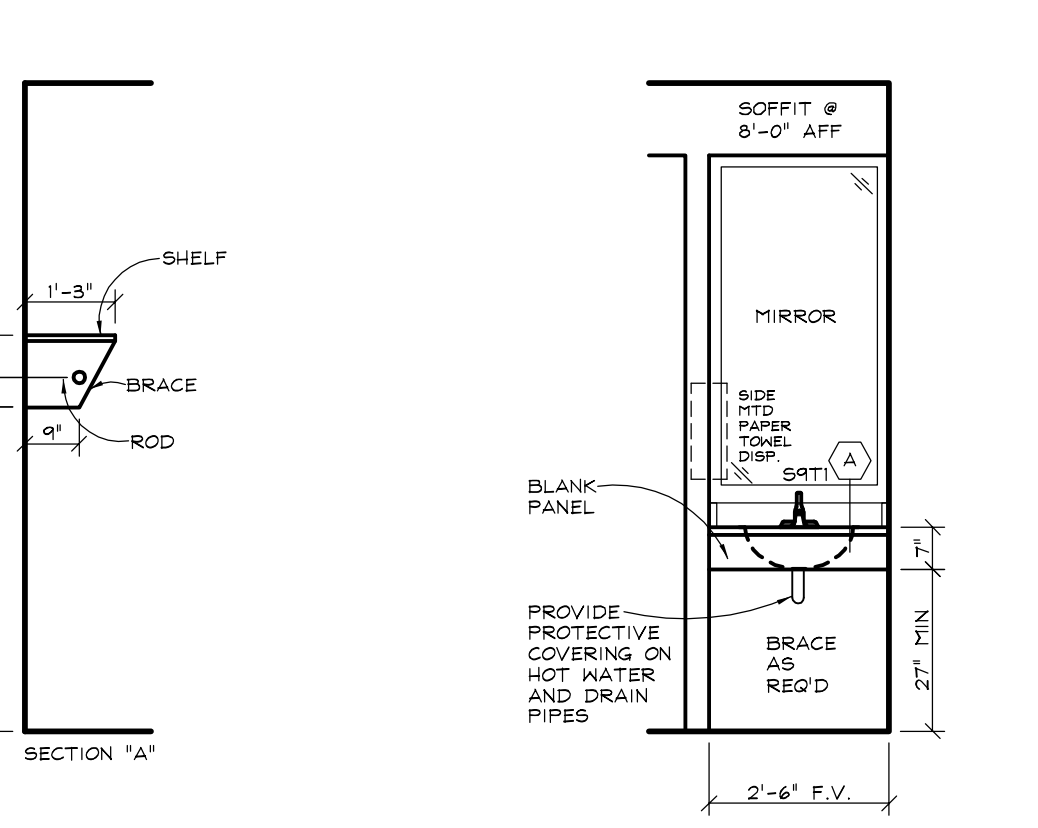 SHELF
1'-3"
BRACE
9"
ROD
SECTION "A"
SOFFIT @
8'-0" AFF
MIRROR
SIDE
MTD
PAPER
TOWEL
DISP.
S9T1
A
BLANK
PANEL
7"
PROVIDE
PROTECTIVE
COVERING ON
HOT WATER
AND DRAIN
PIPES
BRACE
AS
REQ'D
27" MIN
2'-6" F.V.